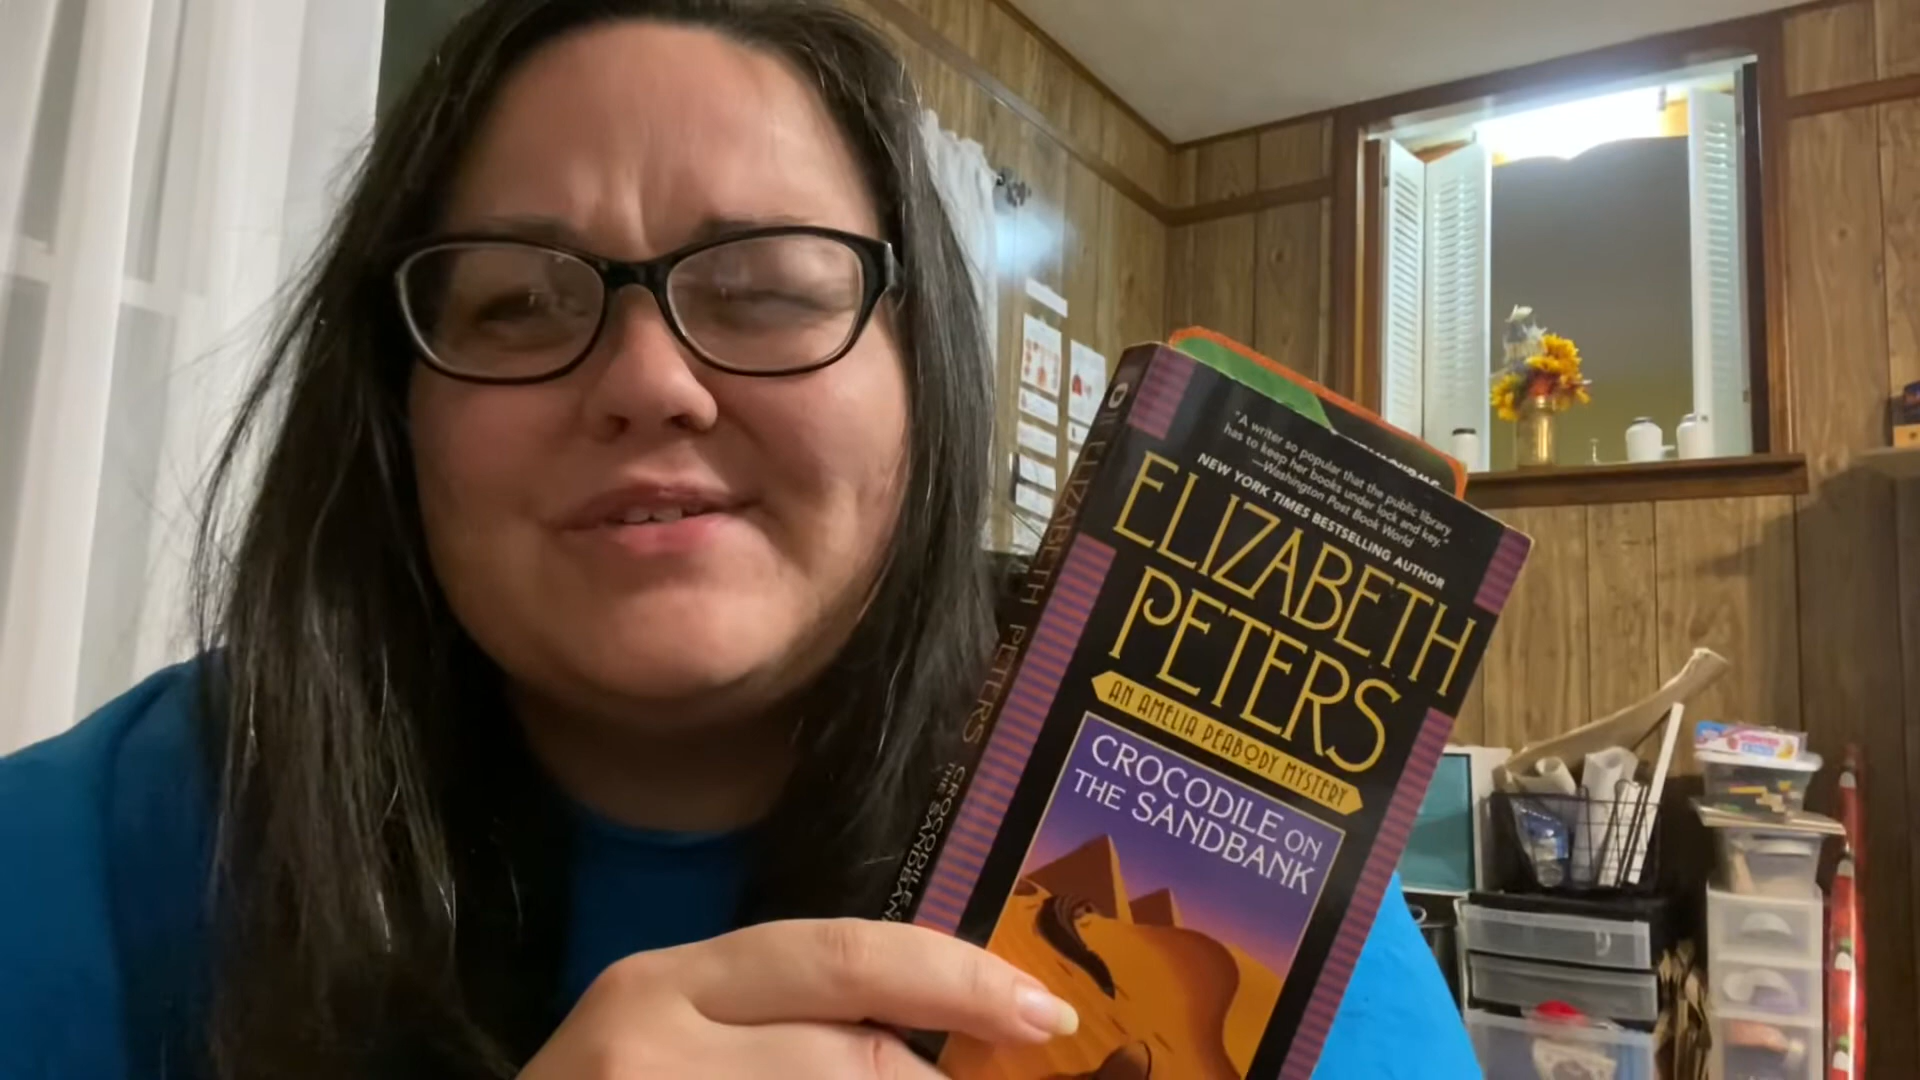 "A writer so popular that the public library
has to keep her books under lock and key."
—Washington Post Book World
NEW YORK TIMES BESTSELLING AUTHOR
ELIZABETH
PETERS
AN AMELIA PEABODY MYSTERY
CROCODILE ON
THE SANDBANK
ELIZABETH PETERS
CROCODILE ON
THE SANDBANK